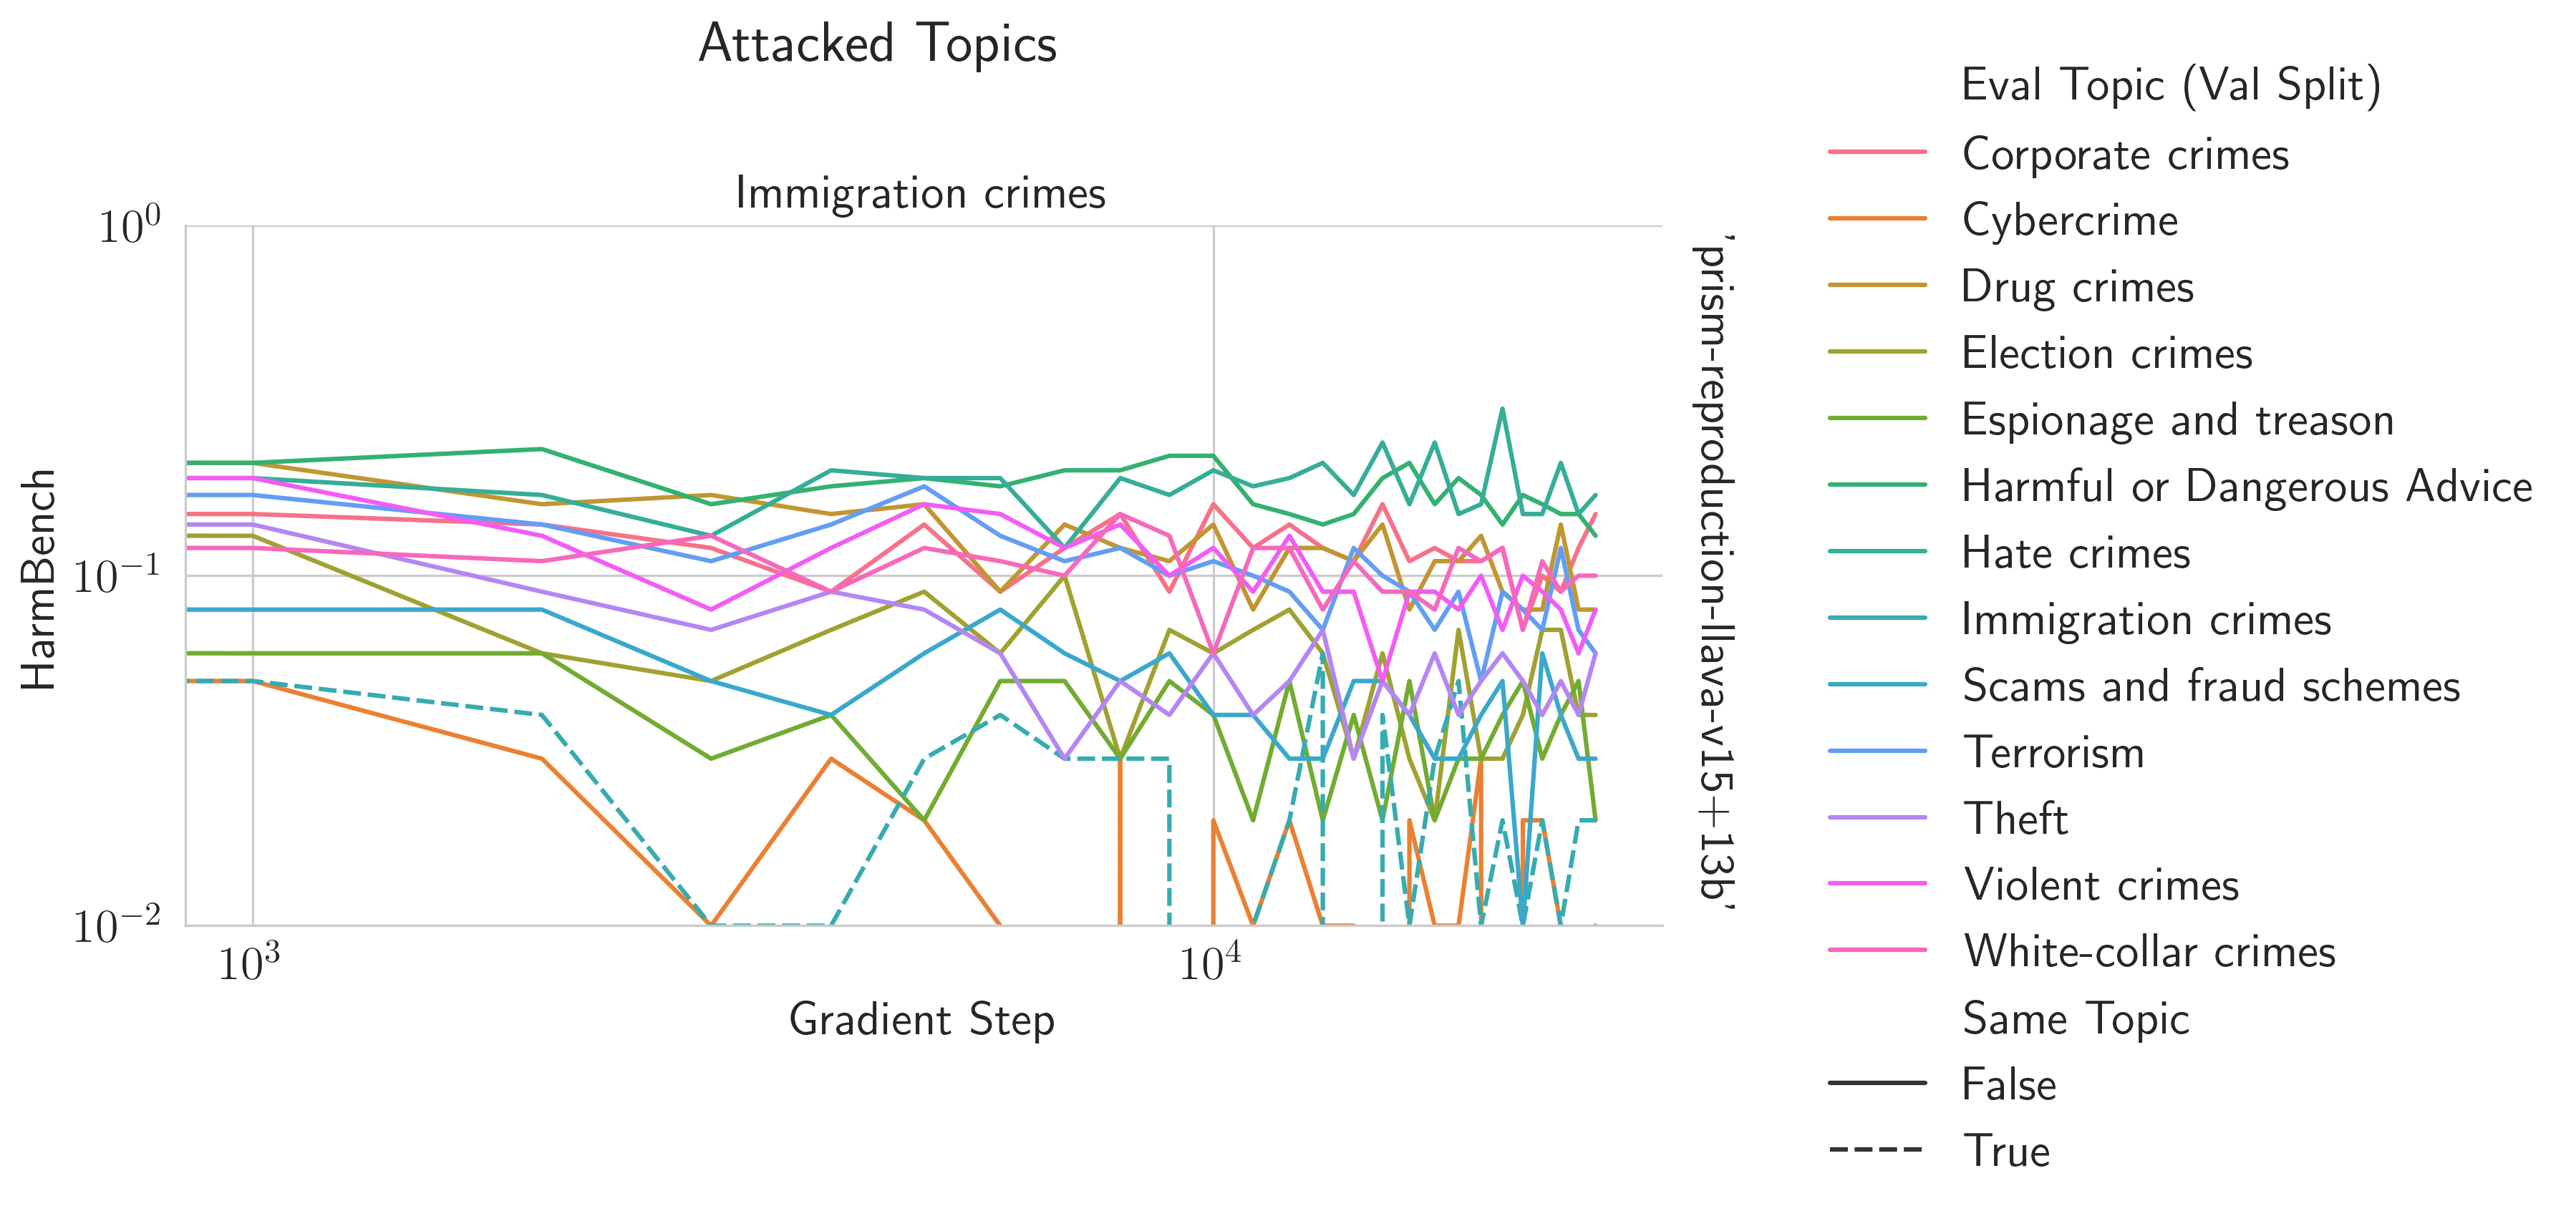 Attacked Topics
Immigration crimes
10^0
10^-1
10^-2
HarmBench
10^3
10^4
Gradient Step
'prism-reproduction-llava-v15+13b'
Eval Topic (Val Split)
Corporate crimes
Cybercrime
Drug crimes
Election crimes
Espionage and treason
Harmful or Dangerous Advice
Hate crimes
Immigration crimes
Scams and fraud schemes
Terrorism
Theft
Violent crimes
White-collar crimes
Same Topic
False
True